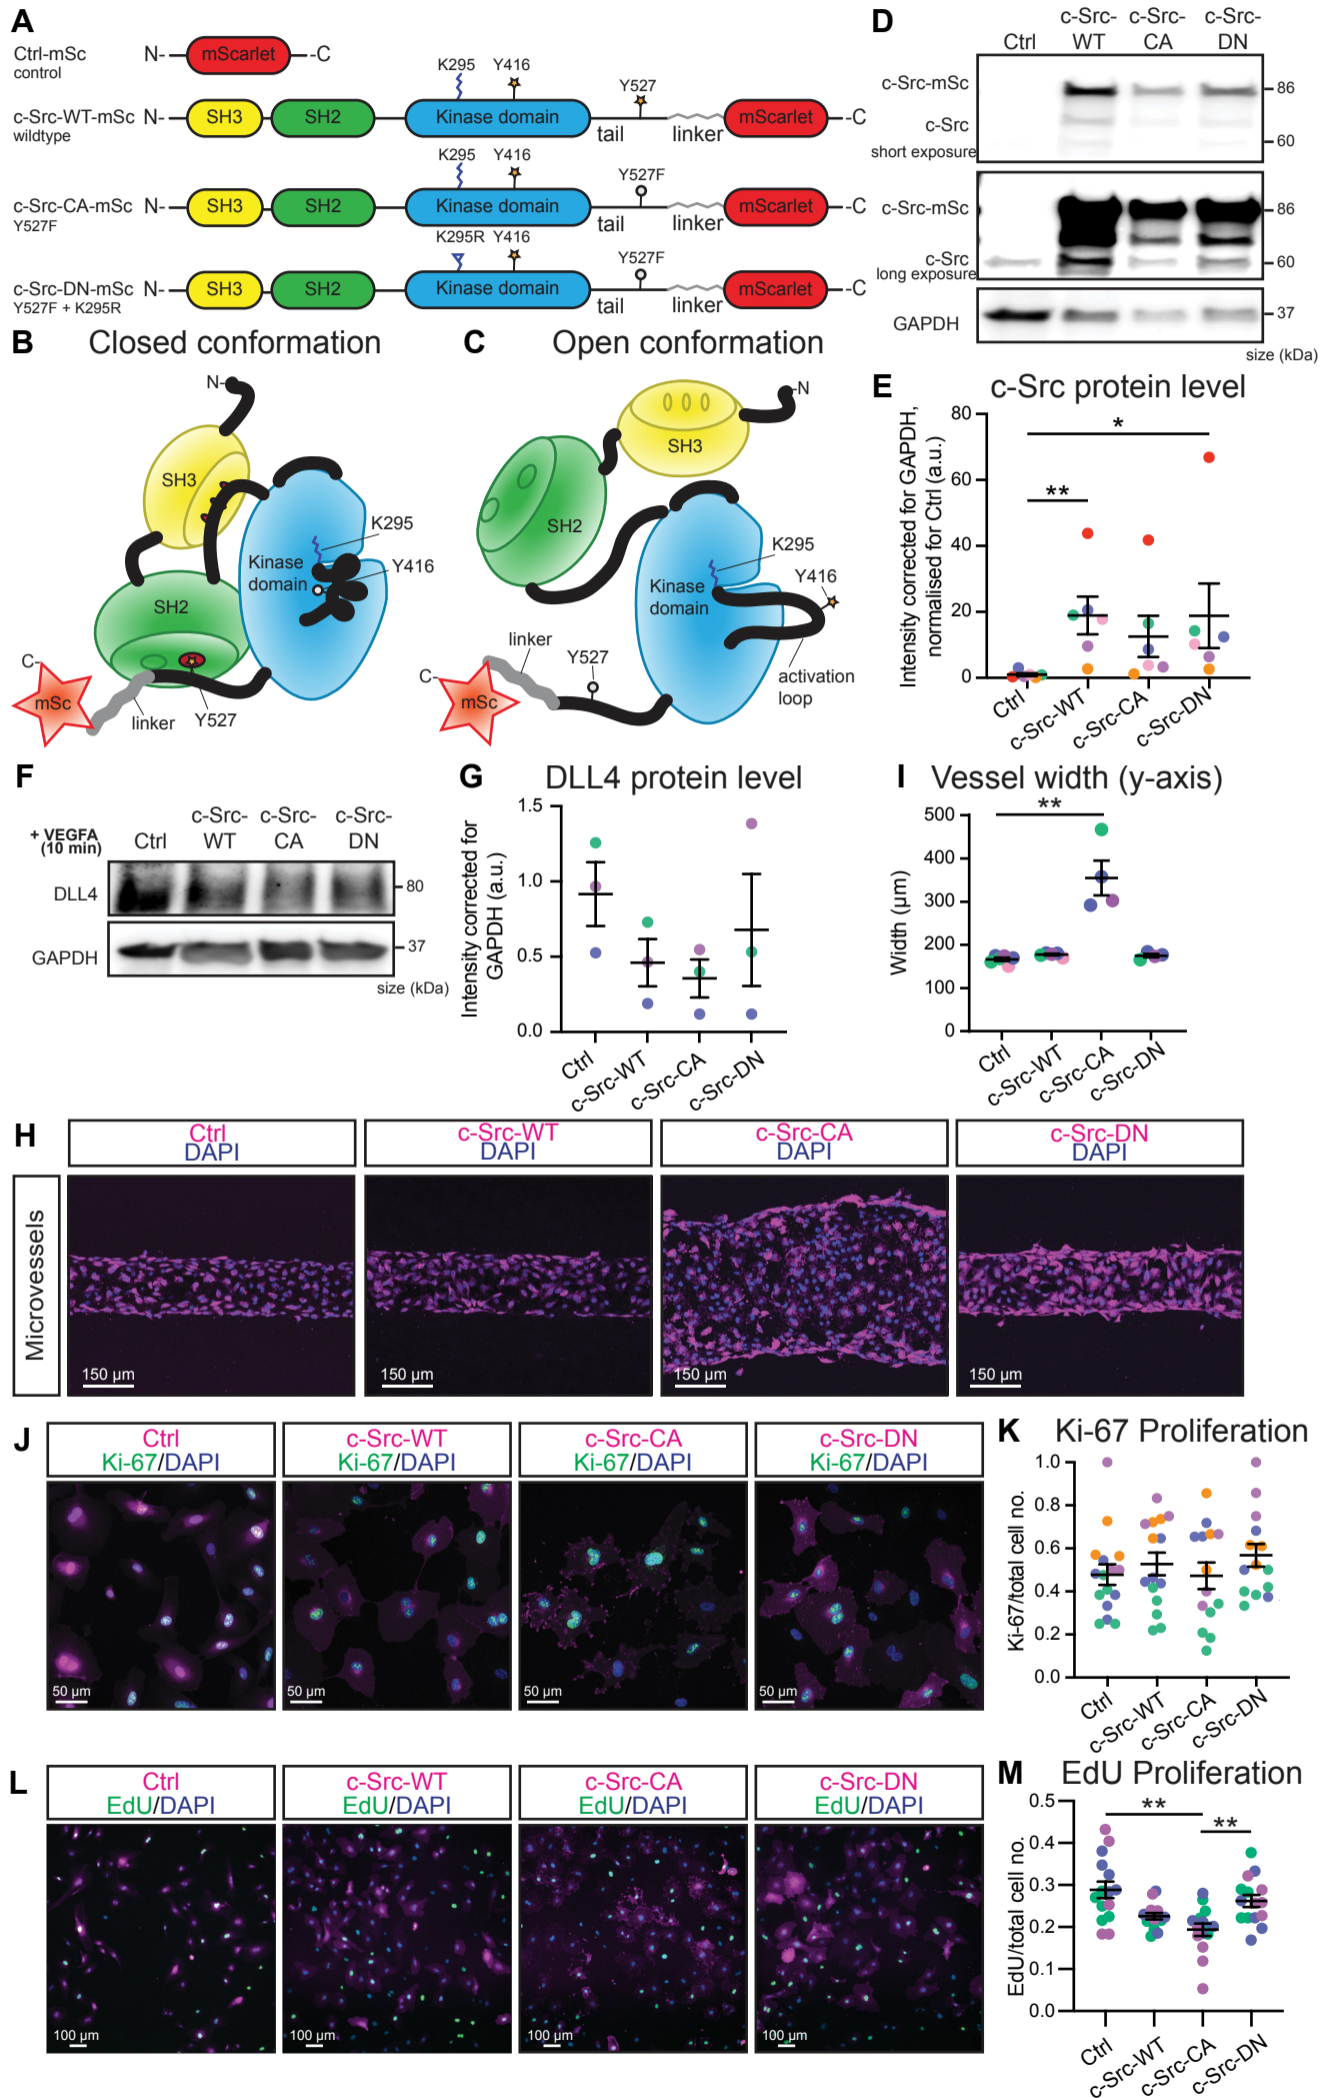 A
Ctrl-mSc
control
N-
mScarlet
-C
K295
Y416
Y527
c-Src-WT-mSc
wildtype
N-
SH3
SH2
Kinase domain
tail
linker
mScarlet
-C
K295
Y416
Y527F
c-Src-CA-mSc
Y527F
N-
SH3
SH2
Kinase domain
tail
linker
mScarlet
-C
K295R
Y416
Y527F
c-Src-DN-mSc
Y527F + K295R
N-
SH3
SH2
Kinase domain
tail
linker
mScarlet
-C
D
Ctrl
c-Src-
WT
c-Src-
CA
c-Src-
DN
c-Src-mSc
86
c-Src
60
short exposure
c-Src-mSc
86
c-Src
60
long exposure
GAPDH
37
size (kDa)
B Closed conformation
N-
SH3
SH2
Kinase
domain
K295
Y416
C-
mSc
linker
Y527
C Open conformation
-N
SH3
SH2
Kinase
domain
K295
Y416
linker
Y527
C-
mSc
activation
loop
E c-Src protein level
Intensity corrected for GAPDH,
normalised for Ctrl (a.u.)
80
60
40
20
0
*
**
Ctrl
c-Src-WT
c-Src-CA
c-Src-DN
F
+ VEGFA
(10 min)
Ctrl
c-Src-
WT
c-Src-
CA
c-Src-
DN
DLL4
80
GAPDH
37
size (kDa)
G DLL4 protein level
Intensity corrected for
GAPDH (a.u.)
1.5
1.0
0.5
0.0
Ctrl
c-Src-WT
c-Src-CA
c-Src-DN
I Vessel width (y-axis)
Width (μm)
500
400
300
200
100
0
**
Ctrl
c-Src-WT
c-Src-CA
c-Src-DN
H
Ctrl
DAPI
c-Src-WT
DAPI
c-Src-CA
DAPI
c-Src-DN
DAPI
Microvessels
150 μm
150 μm
150 μm
150 μm
J
Ctrl
Ki-67/DAPI
c-Src-WT
Ki-67/DAPI
c-Src-CA
Ki-67/DAPI
c-Src-DN
Ki-67/DAPI
50 μm
50 μm
50 μm
50 μm
K Ki-67 Proliferation
Ki-67/total cell no.
1.0
0.8
0.6
0.4
0.2
0.0
Ctrl
c-Src-WT
c-Src-CA
c-Src-DN
L
Ctrl
EdU/DAPI
c-Src-WT
EdU/DAPI
c-Src-CA
EdU/DAPI
c-Src-DN
EdU/DAPI
100 μm
100 μm
100 μm
100 μm
M EdU Proliferation
EdU/total cell no.
0.5
0.4
0.3
0.2
0.1
0.0
**
**
Ctrl
c-Src-WT
c-Src-CA
c-Src-DN